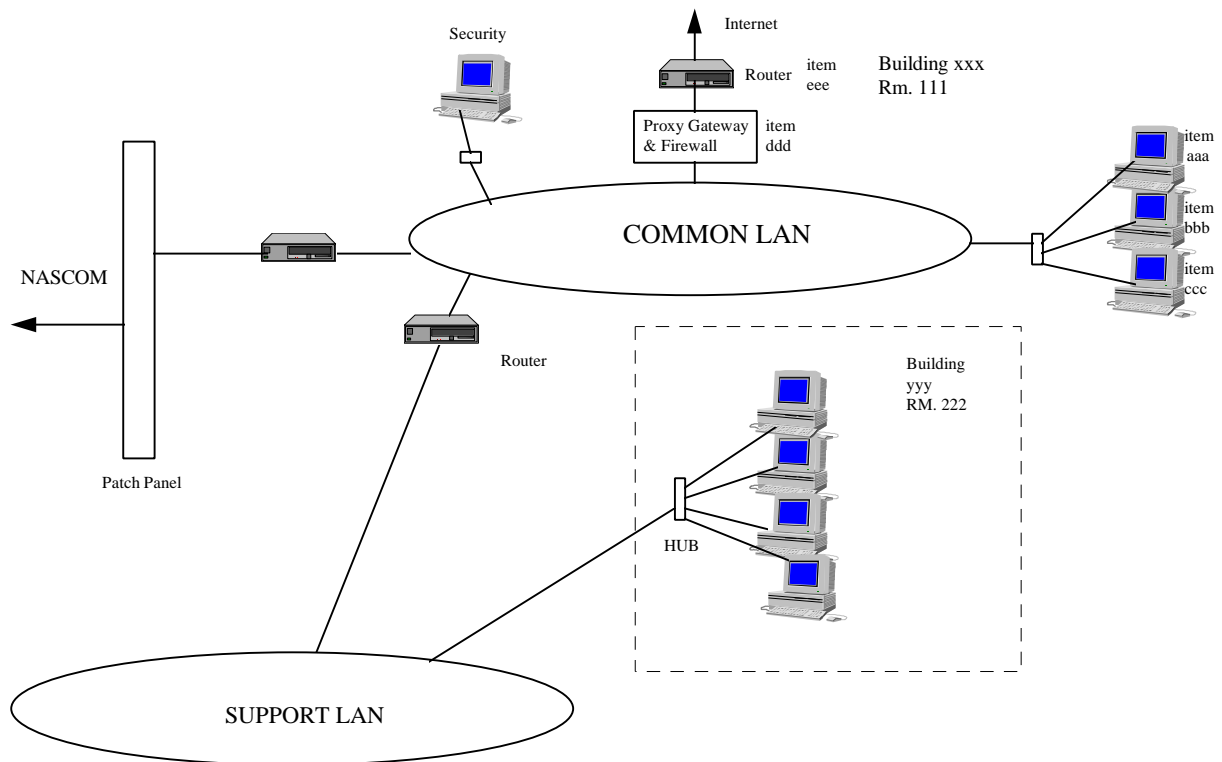 Internet
Security
Router
item
eee
Building xxx
Rm. 111
Proxy Gateway
& Firewall
item
ddd
item
aaa
item
bbb
item
ccc
COMMON LAN
NASCOM
Router
Patch Panel
Building
yyy
RM. 222
HUB
SUPPORT LAN